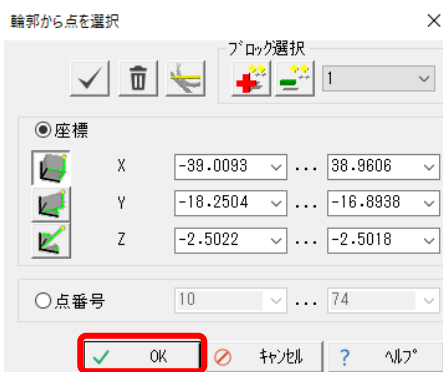 輪郭から点を選択
ブロック選択
1
座標
X -39.0093 ... 38.9606
Y -18.2504 ... -16.8938
Z -2.5022 ... -2.5018
点番号 10 ... 74
OK キャンセル ? ヘルプ